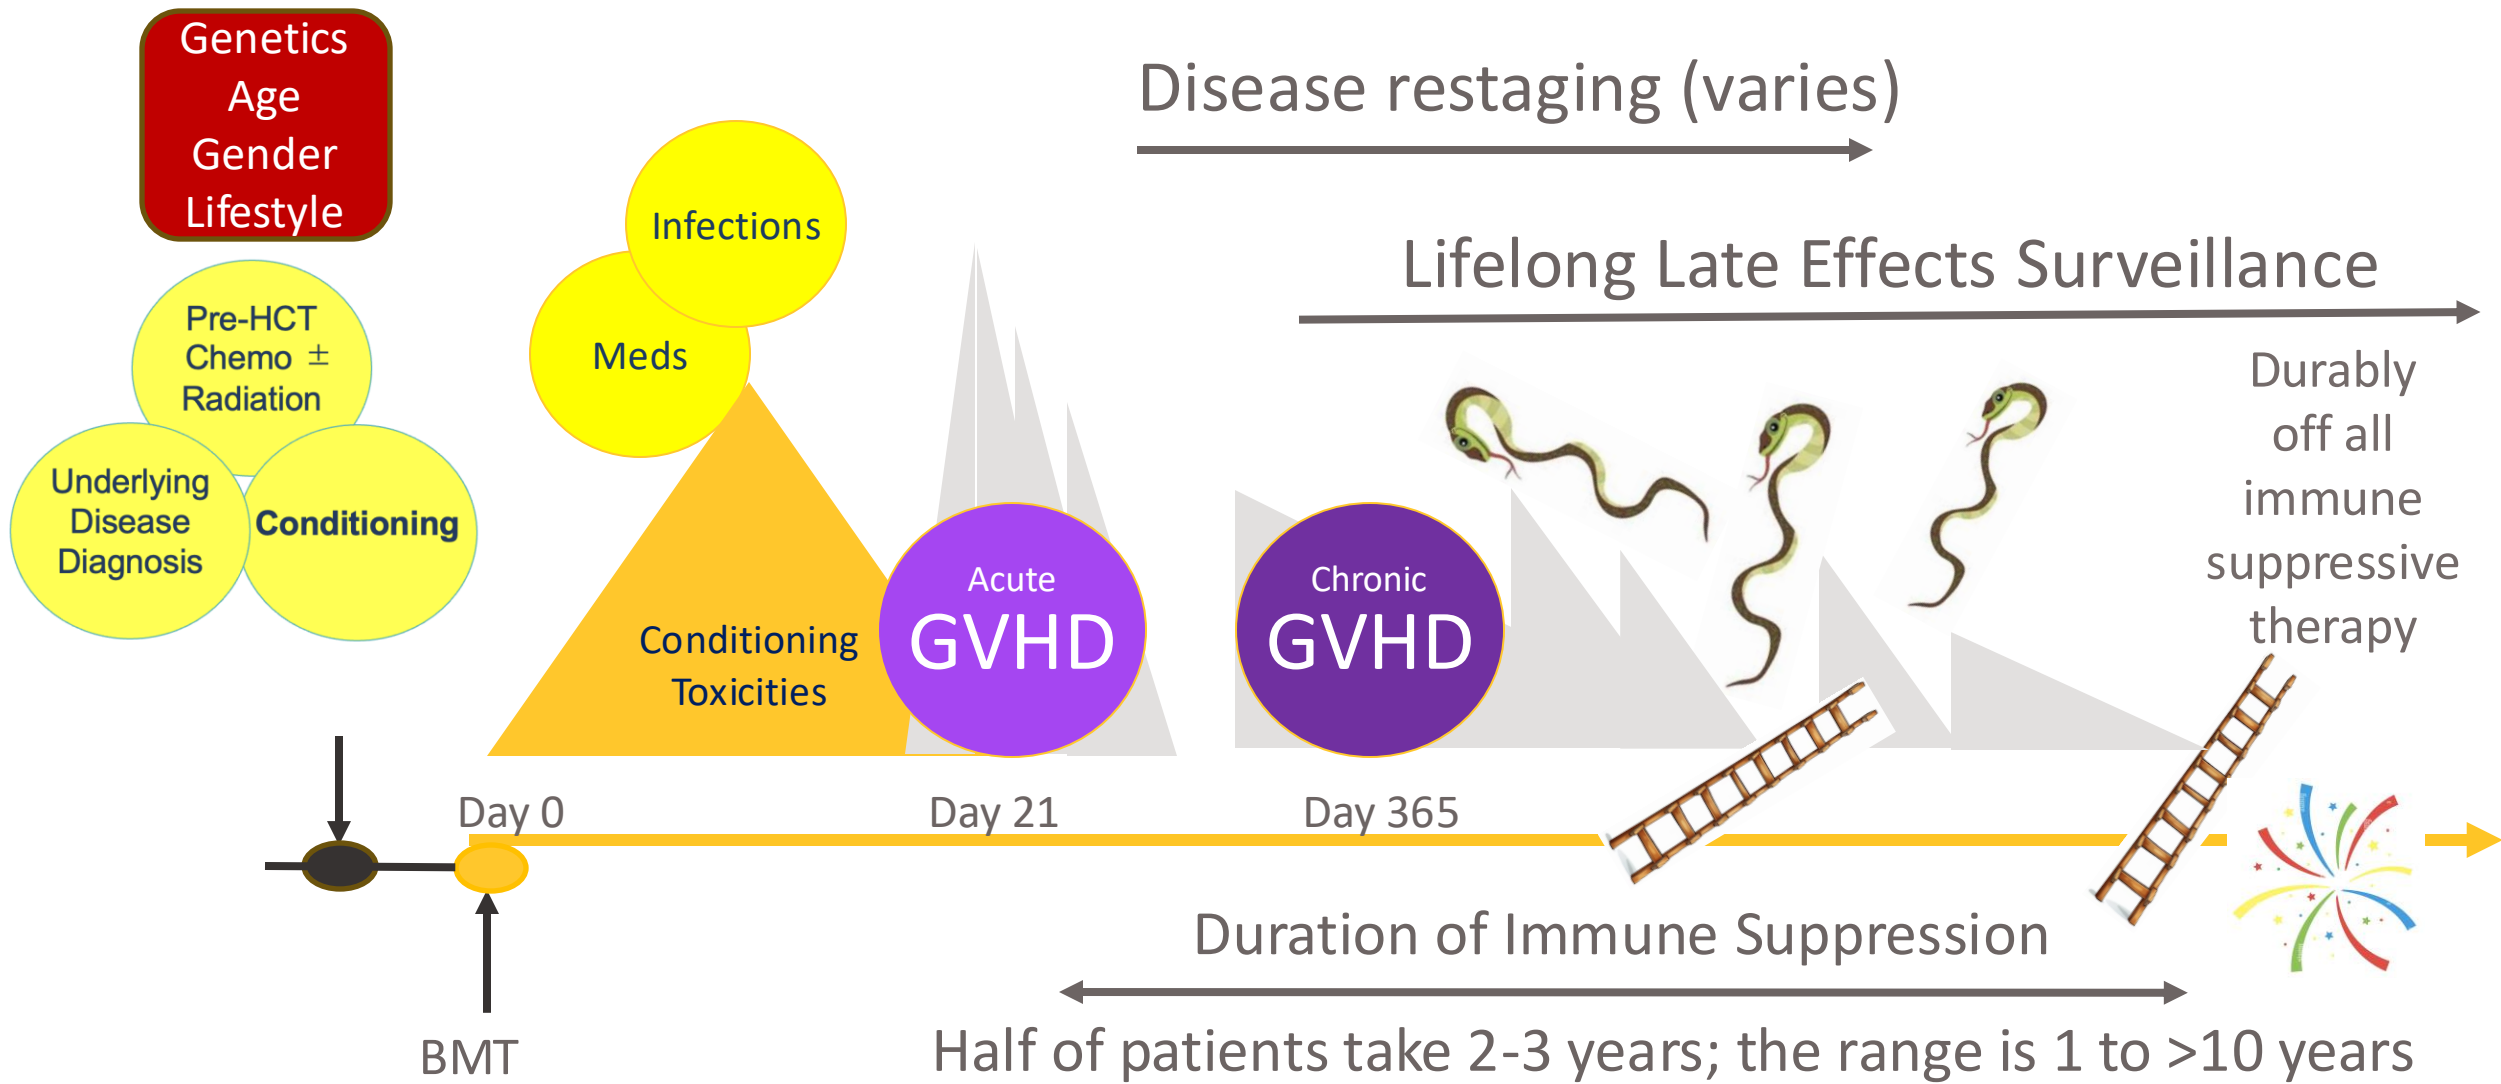 Genetics
Age
Gender
Lifestyle
Pre-HCT
Chemo ±
Radiation
Underlying
Disease
Diagnosis
Conditioning
Infections
Meds
Conditioning
Toxicities
Acute
GVHD
Chronic
GVHD
Disease restaging (varies)
Lifelong Late Effects Surveillance
Durably
off all
immune
suppressive
therapy
Day 0
Day 21
Day 365
BMT
Duration of Immune Suppression
Half of patients take 2-3 years; the range is 1 to >10 years